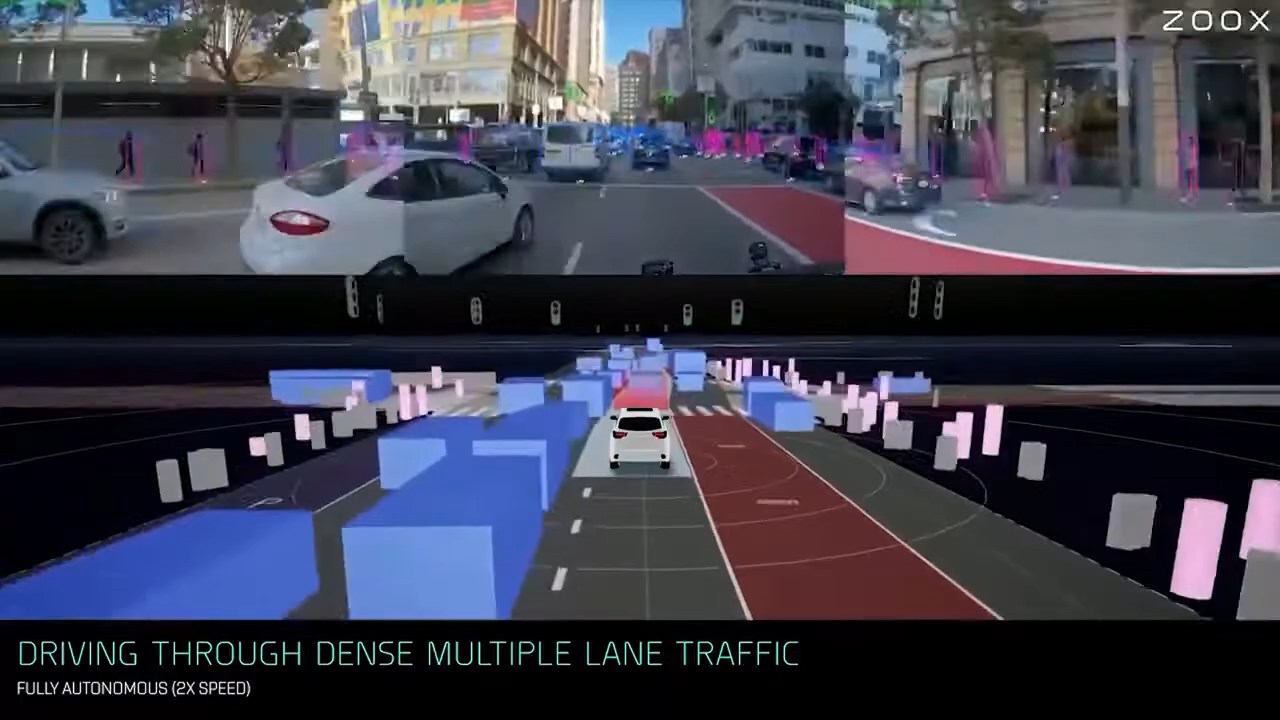 ZOOX
DRIVING THROUGH DENSE MULTIPLE LANE TRAFFIC
FULLY AUTONOMOUS (2X SPEED)